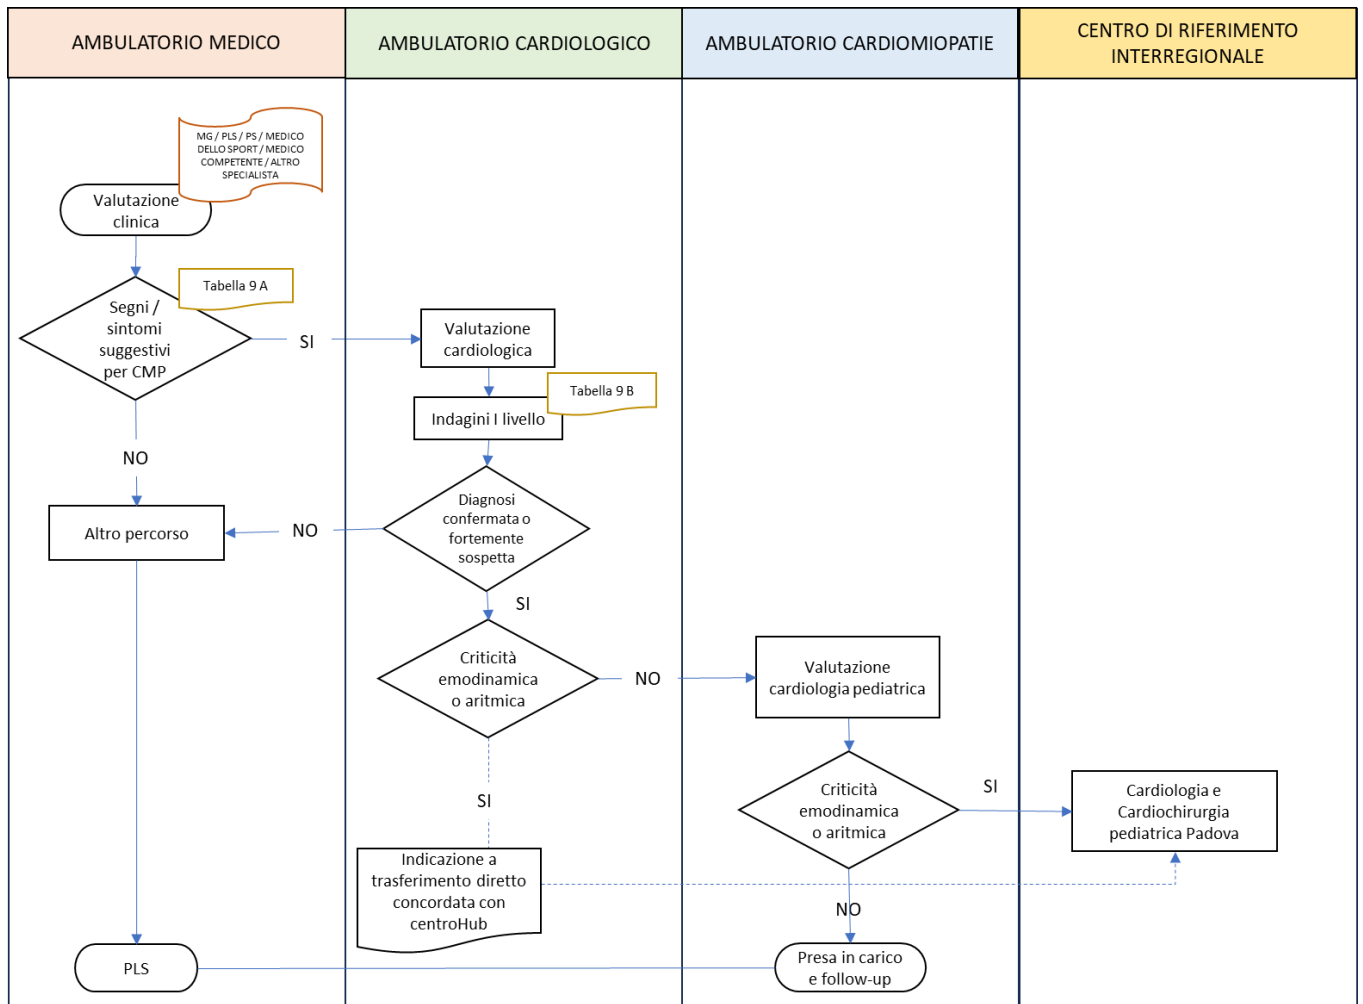 AMBULATORIO MEDICO
AMBULATORIO CARDIOLOGICO
AMBULATORIO CARDIOMIOPATIE
CENTRO DI RIFERIMENTO
INTERREGIONALE
MG / PLS / PS / MEDICO
DELLO SPORT / MEDICO
COMPETENTE / ALTRO
SPECIALISTA
Valutazione
clinica
Tabella 9 A
Segni /
sintomi
suggestivi
per CMP
SI
Valutazione
cardiologica
Tabella 9 B
Indagini I livello
NO
Altro percorso
NO
Diagnosi
confermata o
fortemente
sospetta
SI
Criticità
emodinamica
o aritmica
NO
Valutazione
cardiologia pediatrica
SI
Criticità
emodinamica
o aritmica
SI
Cardiologia e
Cardiochirurgia
pediatrica Padova
Indicazione a
trasferimento diretto
concordata con
centroHub
NO
PLS
Presa in carico
e follow-up